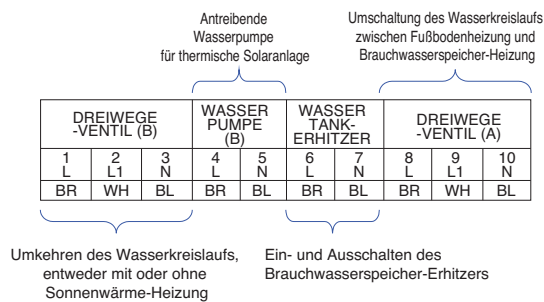 Antreibende
Wasserpumpe
für thermische Solaranlage
Umschaltung des Wasserkreislaufs
zwischen Fußbodenheizung und
Brauchwasserspeicher-Heizung
DREIWEGE
-VENTIL (B)
WASSER
PUMPE
(B)
WASSER
TANK-
ERHITZER
DREIWEGE
-VENTIL (A)
1 2 3 4 5 6 7 8 9 10
L L1 N L N L N L L1 N
BR WH BL BR BL BR BL BR WH BL
Umkehren des Wasserkreislaufs,
entweder mit oder ohne
Sonnenwärme-Heizung
Ein- und Ausschalten des
Brauchwasserspeicher-Erhitzers